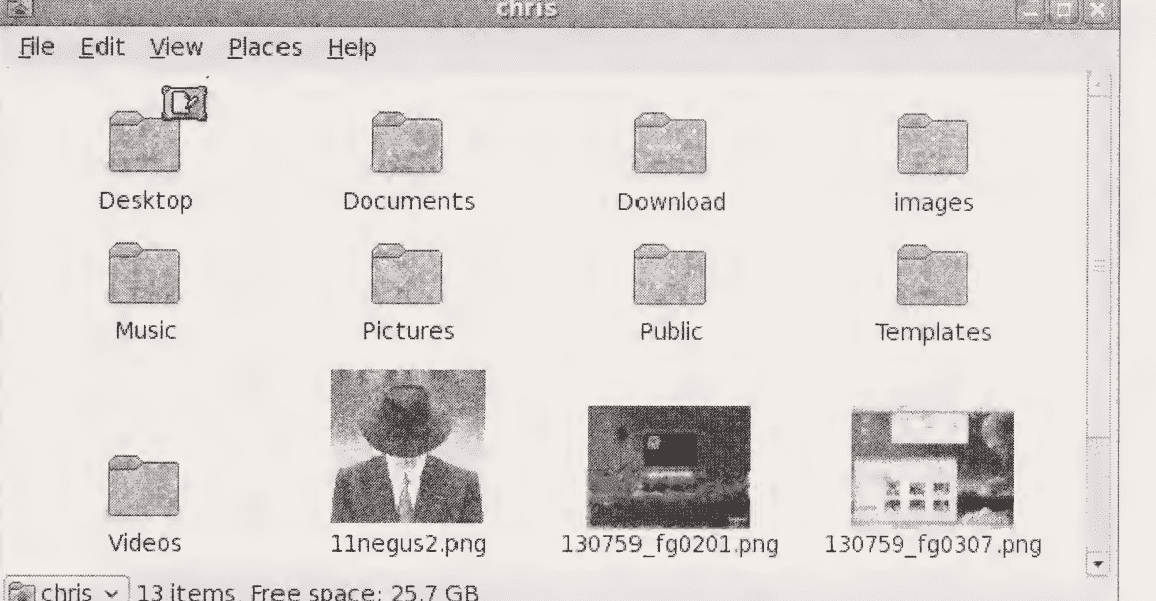 chris
File Edit View Places Help
Desktop Documents Download images
Music Pictures Public Templates
Videos 11negus2.png 130759_fg0201.png 130759_fg0307.png
chris 13 items, Free space: 25.7 GB